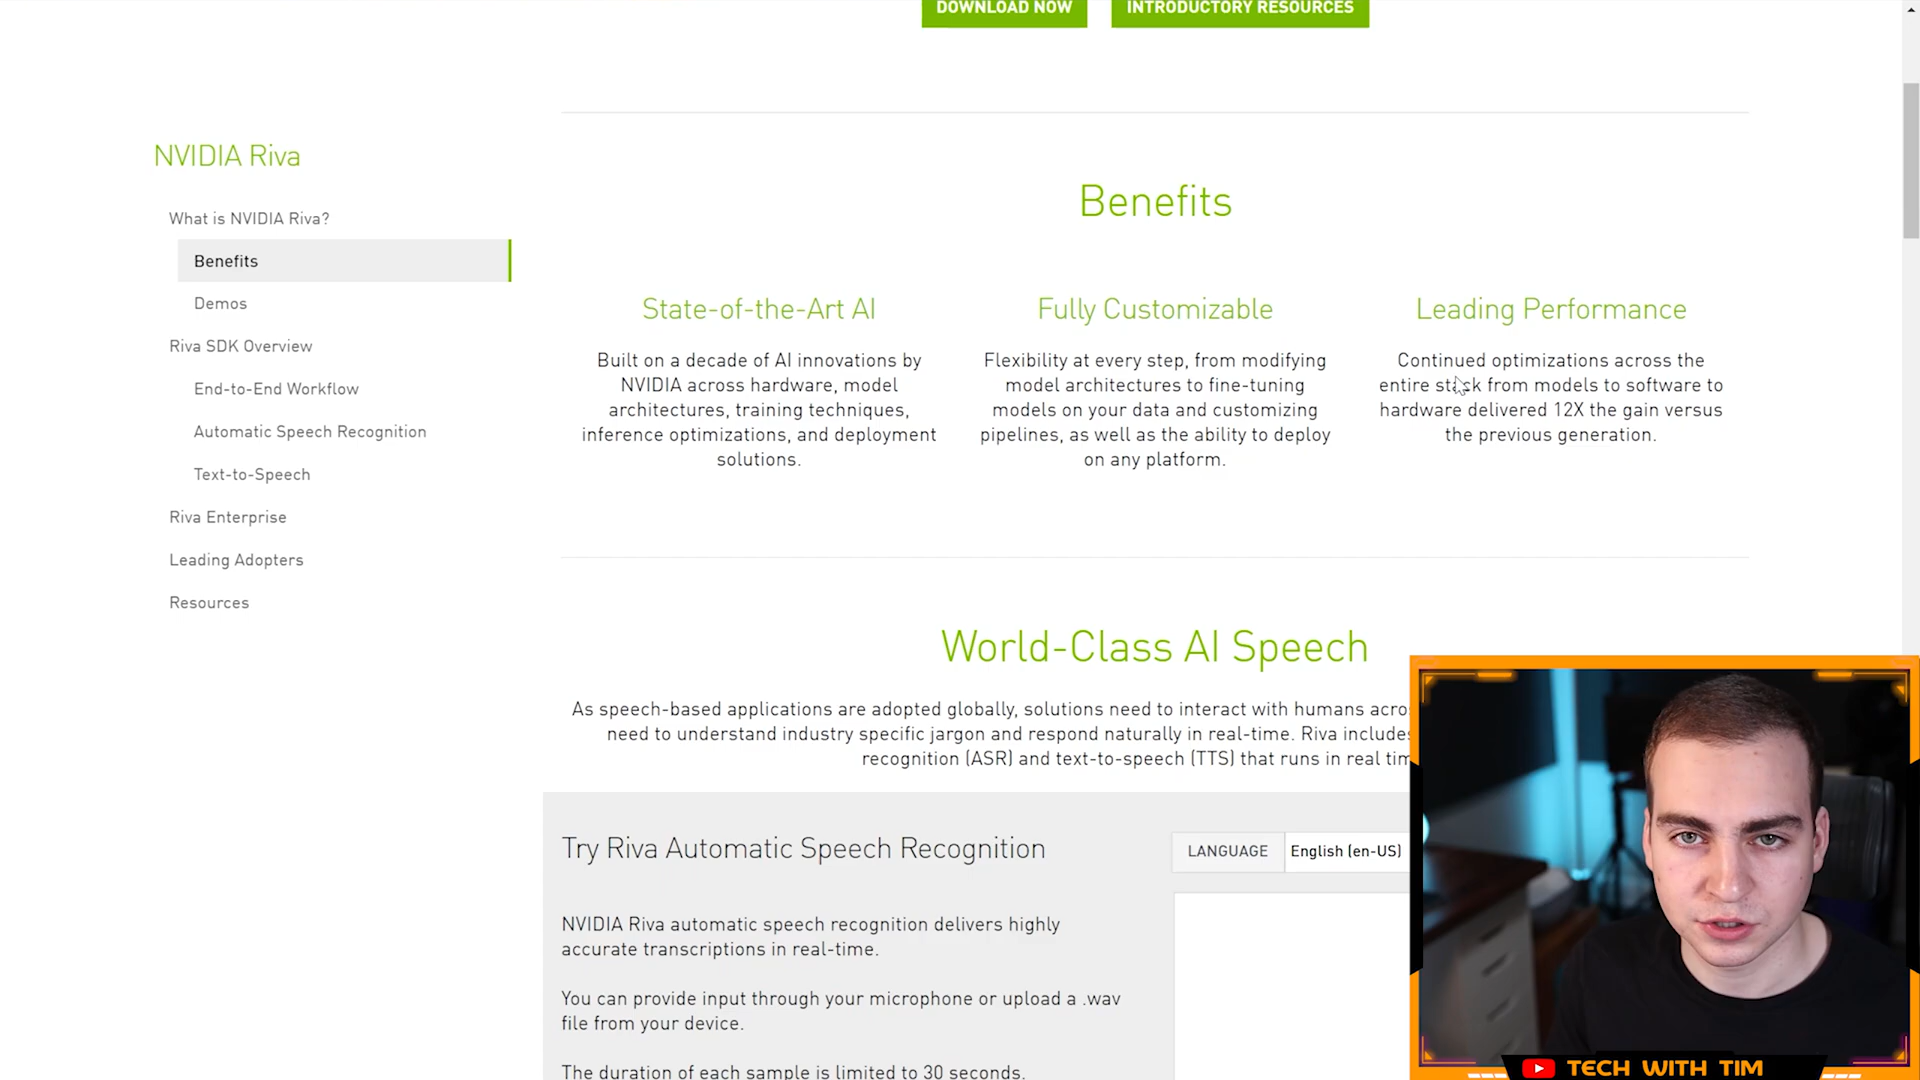 DOWNLOAD NOW
INTRODUCTORY RESOURCES
NVIDIA Riva
What is NVIDIA Riva?
Benefits
Demos
Riva SDK Overview
End-to-End Workflow
Automatic Speech Recognition
Text-to-Speech
Riva Enterprise
Leading Adopters
Resources
Benefits
State-of-the-Art AI
Built on a decade of AI innovations by
NVIDIA across hardware, model
architectures, training techniques,
inference optimizations, and deployment
solutions.
Fully Customizable
Flexibility at every step, from modifying
model architectures to fine-tuning
models on your data and customizing
pipelines, as well as the ability to deploy
on any platform.
Leading Performance
Continued optimizations across the
entire stack from models to software to
hardware delivered 12X the gain versus
the previous generation.
World-Class AI Speech
As speech-based applications are adopted globally, solutions need to interact with humans
need to understand industry specific jargon and respond naturally in real-time. Riva includes
recognition (ASR) and text-to-speech (TTS) that runs in real
Try Riva Automatic Speech Recognition
LANGUAGE
English (en-US)
NVIDIA Riva automatic speech recognition delivers highly
accurate transcriptions in real-time.
You can provide input through your microphone or upload a .wav
file from your device.
The duration of each sample is limited to 30 seconds.
TECH WITH TIM